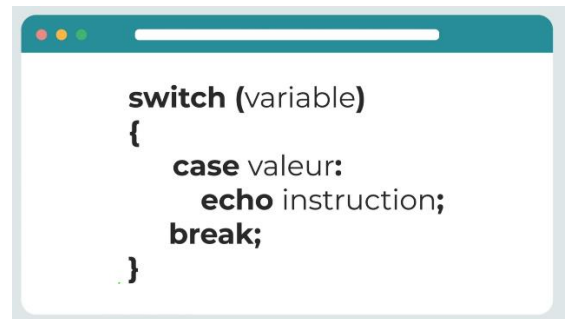 switch (variable)
{
case valeur:
echo instruction;
break;
}